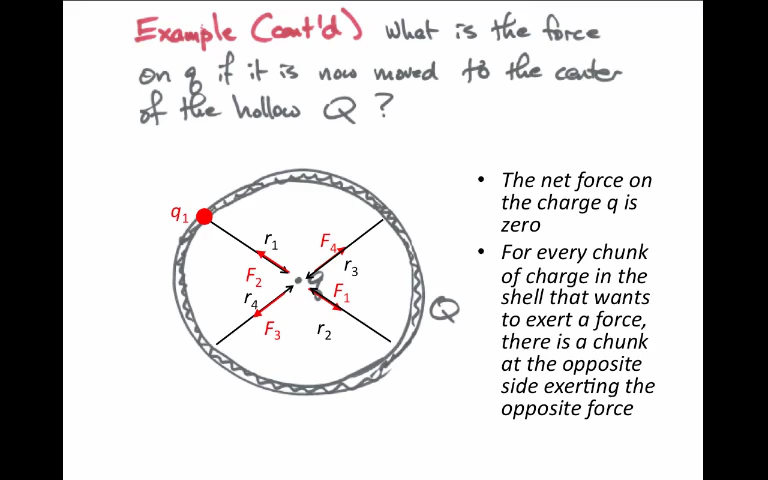 Example (cont'd) What is the force
on q if it is now moved to the center
of the hollow Q ?
• The net force on
the charge q is
zero
• For every chunk
of charge in the
shell that wants
to exert a force,
there is a chunk
at the opposite
side exerting the
opposite force
q1
r1
F4
F2
r3
q
r4
F1
Q
F3
r2